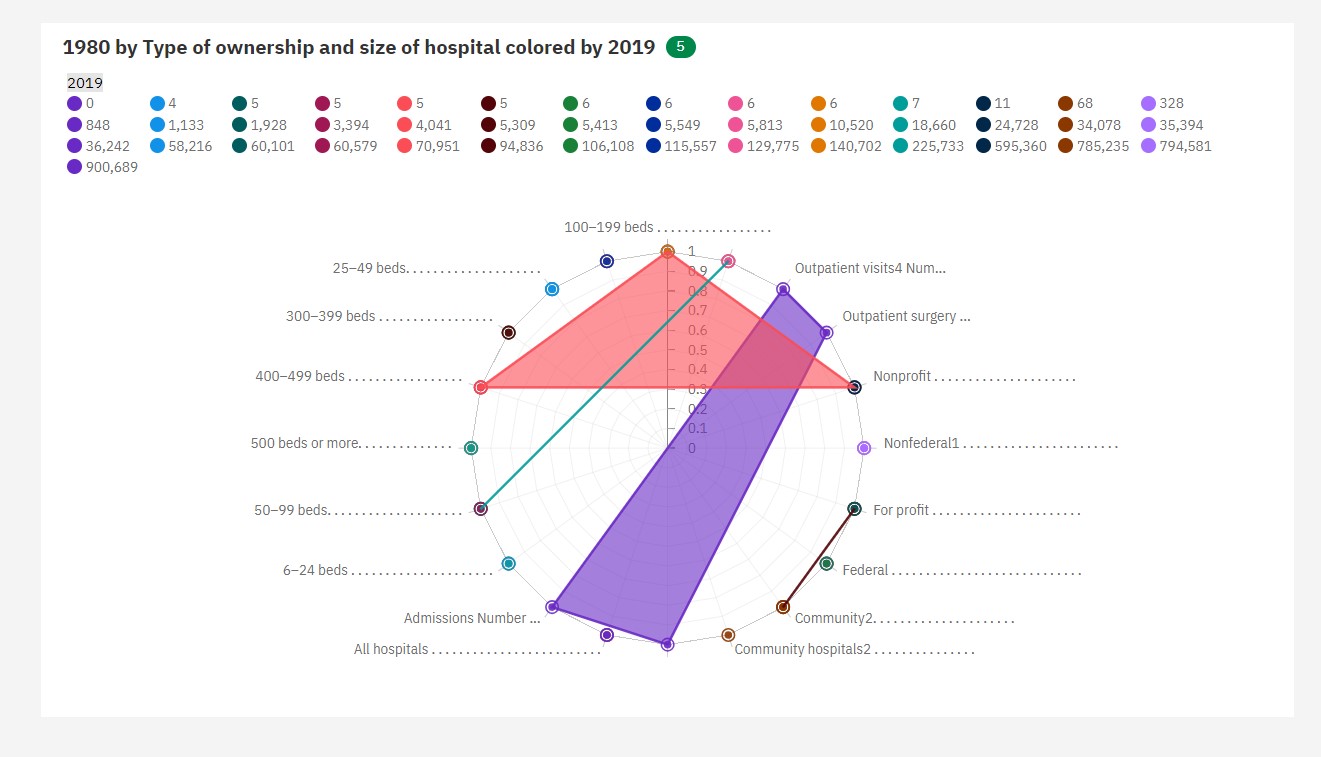 1980 by Type of ownership and size of hospital colored by 2019 5
2019
0 4 5 5 5 5 6 6 6 6 7 11 68 328
848 1,133 1,928 3,394 4,041 5,309 5,413 5,549 5,813 10,520 18,660 24,728 34,078 35,394
36,242 58,216 60,101 60,579 70,951 94,836 106,108 115,557 129,775 140,702 225,733 595,360 785,235 794,581
900,689
100–199 beds . . . . . . . . . . . . . . . . .
1
25–49 beds. . . . . . . . . . . . . . . . . . . . Outpatient visits4 Num...
0.9
0.8
0.7
300–399 beds . . . . . . . . . . . . . . . . . Outpatient surgery ...
0.6
0.5
400–499 beds . . . . . . . . . . . . . . . . . Nonprofit . . . . . . . . . . . . . . . . . . . . .
0.4
0.3
0.2
0.1
500 beds or more. . . . . . . . . . . . . . Nonfederal1 . . . . . . . . . . . . . . . . . . . . . . .
0
50–99 beds. . . . . . . . . . . . . . . . . . . . For profit . . . . . . . . . . . . . . . . . . . . . .
6–24 beds . . . . . . . . . . . . . . . . . . . . . Federal . . . . . . . . . . . . . . . . . . . . . . . . . . . .
Admissions Number ... Community2. . . . . . . . . . . . . . . . . . . . .
All hospitals . . . . . . . . . . . . . . . . . . . . . . . . . Community hospitals2 . . . . . . . . . . . . . . .